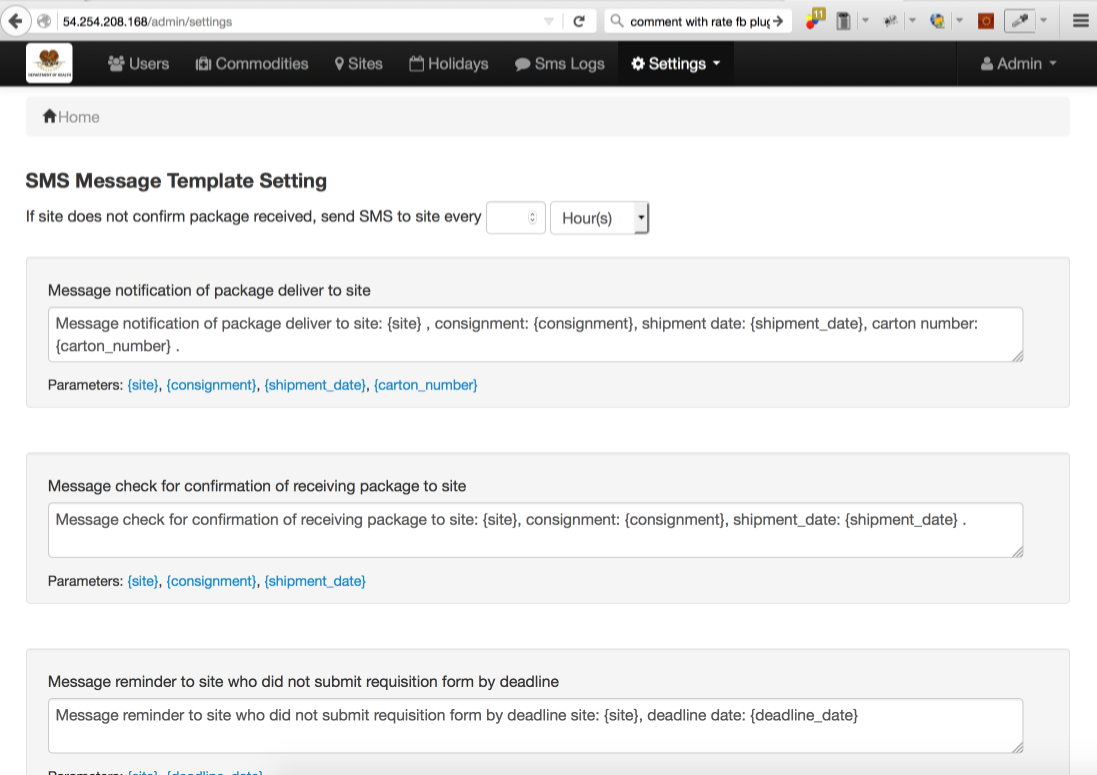 54.254.208.168/admin/settings
comment with rate fb plug
11
DEPARTMENT OF HEALTH
Users
Commodities
Sites
Holidays
Sms Logs
Settings
Admin
Home
SMS Message Template Setting
If site does not confirm package received, send SMS to site every
Hour(s)
Message notification of package deliver to site
Message notification of package deliver to site: {site} , consignment: {consignment}, shipment date: {shipment_date}, carton number:
{carton_number} .
Parameters: {site}, {consignment}, {shipment_date}, {carton_number}
Message check for confirmation of receiving package to site
Message check for confirmation of receiving package to site: {site}, consignment: {consignment}, shipment_date: {shipment_date} .
Parameters: {site}, {consignment}, {shipment_date}
Message reminder to site who did not submit requisition form by deadline
Message reminder to site who did not submit requisition form by deadline site: {site}, deadline date: {deadline_date}
Parameters: {site}, {deadline_date}